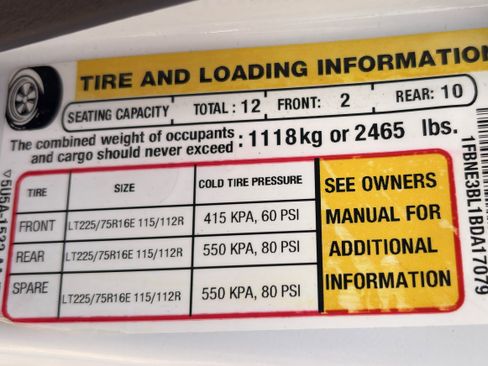 TIRE AND LOADING INFORMATION
SEATING CAPACITY TOTAL : 12 FRONT: 2 REAR: 10
The combined weight of occupants
and cargo should never exceed : 1118kg or 2465 lbs.
TIRE SIZE COLD TIRE PRESSURE
FRONT LT225/75R16E 115/112R 415 KPA, 60 PSI
REAR LT225/75R16E 115/112R 550 KPA, 80 PSI
SPARE LT225/75R16E 115/112R 550 KPA, 80 PSI
SEE OWNERS
MANUAL FOR
ADDITIONAL
INFORMATION
1FBNE3BL1BDA17079